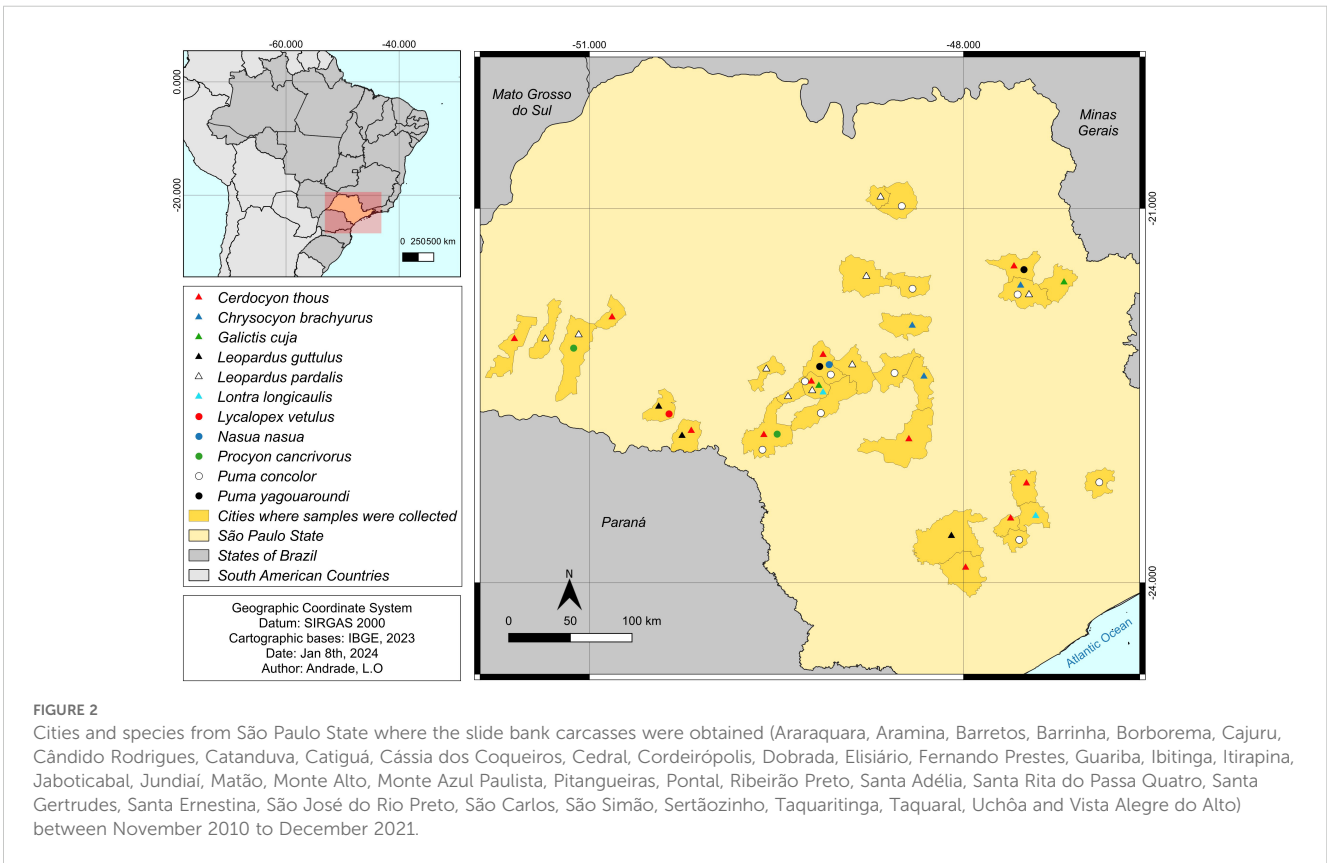 -60.000
-40.000
0.000
-20.000
0 250500 km
-51.000
-48.000
-21.000
-24.000
Mato Grosso
do Sul
Minas
Gerais
Paraná
Atlantic Ocean
N
0 50 100 km
Cerdocyon thous
Chrysocyon brachyurus
Galictis cuja
Leopardus guttulus
Leopardus pardalis
Lontra longicaulis
Lycalopex vetulus
Nasua nasua
Procyon cancrivorus
Puma concolor
Puma yagouaroundi
Cities where samples were collected
São Paulo State
States of Brazil
South American Countries
Geographic Coordinate System
Datum: SIRGAS 2000
Cartographic bases: IBGE, 2023
Date: Jan 8th, 2024
Author: Andrade, L.O
FIGURE 2
Cities and species from São Paulo State where the slide bank carcasses were obtained (Araraquara, Aramina, Barretos, Barrinha, Borborema, Cajuru,
Cândido Rodrigues, Catanduva, Catiguá, Cássia dos Coqueiros, Cedral, Cordeirópolis, Dobrada, Elisiário, Fernando Prestes, Guariba, Ibitinga, Itirapina,
Jaboticabal, Jundiaí, Matão, Monte Alto, Monte Azul Paulista, Pitangueiras, Pontal, Ribeirão Preto, Santa Adélia, Santa Rita do Passa Quatro, Santa
Gertrudes, Santa Ernestina, São José do Rio Preto, São Carlos, São Simão, Sertãozinho, Taquaritinga, Taquaral, Uchôa and Vista Alegre do Alto)
between November 2010 to December 2021.